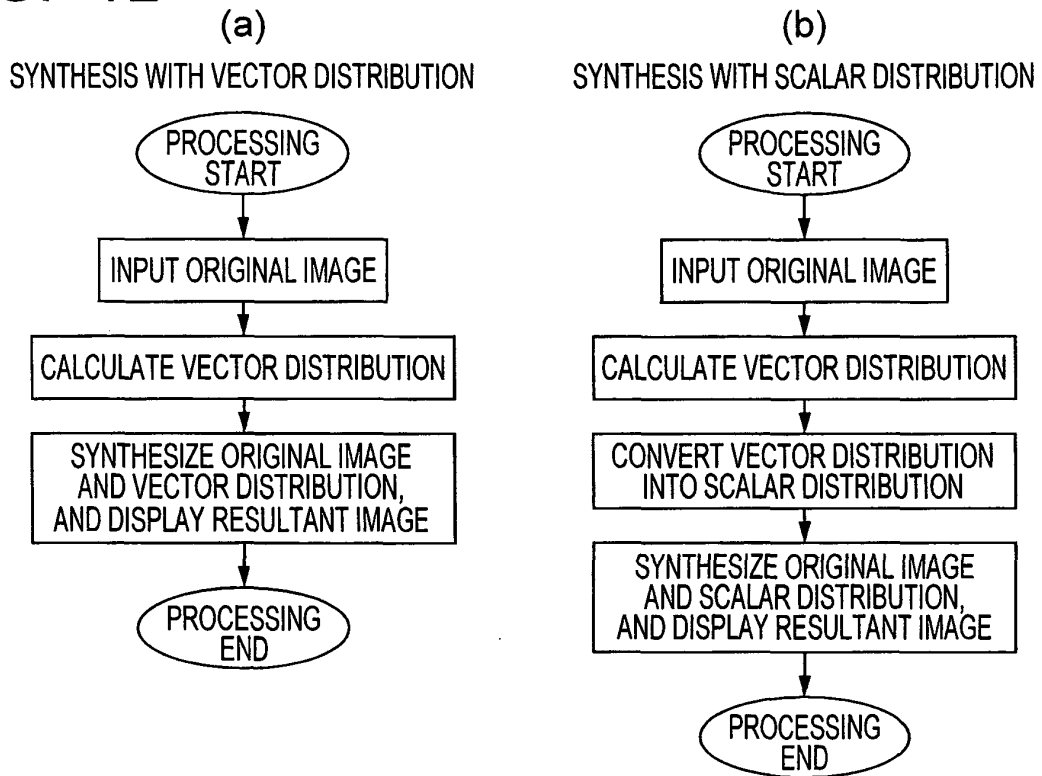 (a)
SYNTHESIS WITH VECTOR DISTRIBUTION
PROCESSING
START
INPUT ORIGINAL IMAGE
CALCULATE VECTOR DISTRIBUTION
SYNTHESIZE ORIGINAL IMAGE
AND VECTOR DISTRIBUTION,
AND DISPLAY RESULTANT IMAGE
PROCESSING
END
(b)
SYNTHESIS WITH SCALAR DISTRIBUTION
PROCESSING
START
INPUT ORIGINAL IMAGE
CALCULATE VECTOR DISTRIBUTION
CONVERT VECTOR DISTRIBUTION
INTO SCALAR DISTRIBUTION
SYNTHESIZE ORIGINAL IMAGE
AND SCALAR DISTRIBUTION,
AND DISPLAY RESULTANT IMAGE
PROCESSING
END